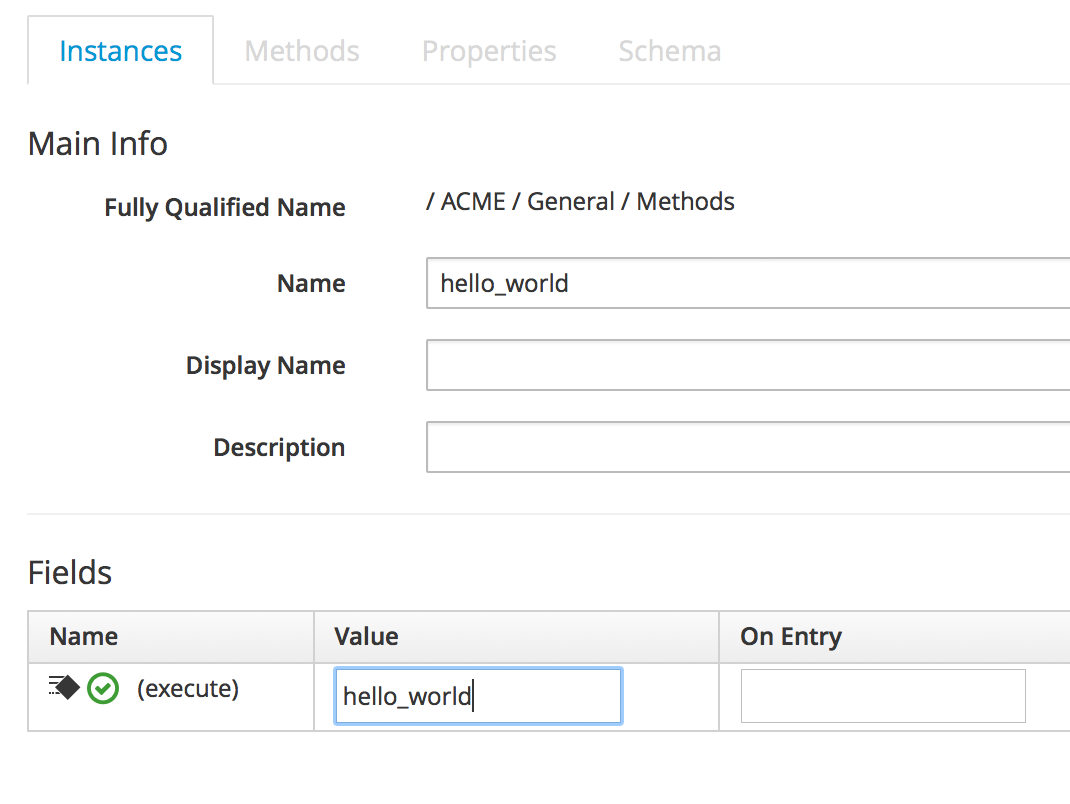 Instances Methods Properties Schema
Main Info
Fully Qualified Name / ACME / General / Methods
Name hello_world
Display Name
Description
Fields
Name Value On Entry
(execute) hello_world